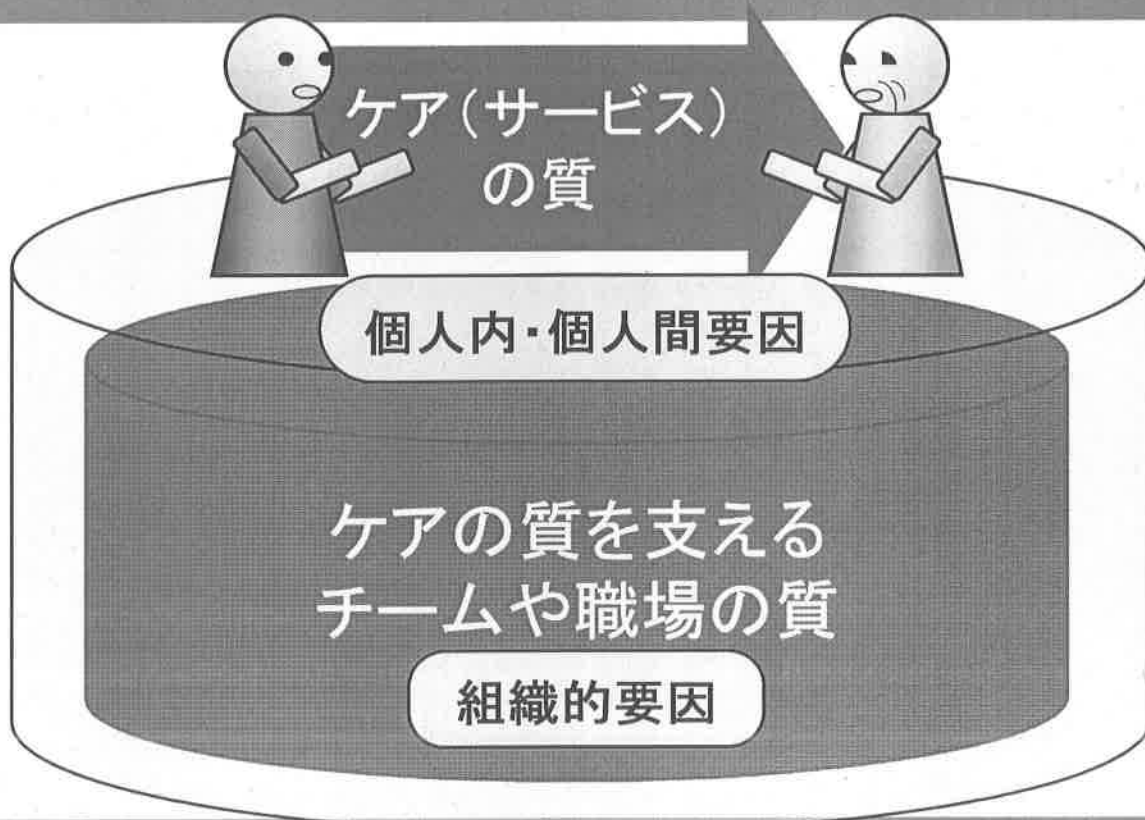 ケア(サービス)
の質
個人内・個人間要因
ケアの質を支える
チームや職場の質
組織的要因